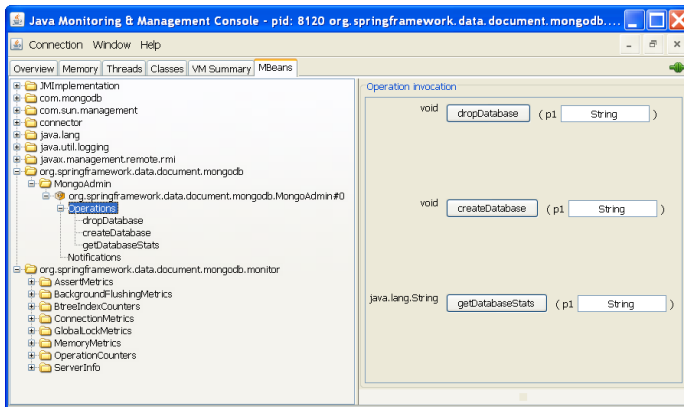 Java Monitoring & Management Console - pid: 8120 org.springframework.data.document.mongodb....
Connection Window Help
Overview Memory Threads Classes VM Summary MBeans
JMImplementation
com.mongodb
com.sun.management
connector
java.lang
java.util.logging
javax.management.remote.rmi
org.springframework.data.document.mongodb
MongoAdmin
org.springframework.data.document.mongodb.MongoAdmin#0
Operations
dropDatabase
createDatabase
getDatabaseStats
Notifications
org.springframework.data.document.mongodb.monitor
AssertMetrics
BackgroundFlushingMetrics
BtreeIndexCounters
ConnectionMetrics
GlobalLockMetrics
MemoryMetrics
OperationCounters
ServerInfo
Operation invocation
void dropDatabase ( p1 String )
void createDatabase ( p1 String )
java.lang.String getDatabaseStats ( p1 String )